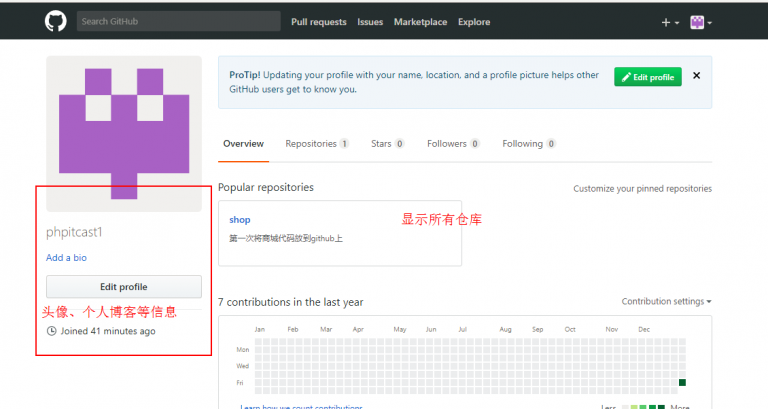 Search GitHub
Pull requests Issues Marketplace Explore
ProTip! Updating your profile with your name, location, and a profile picture helps other
GitHub users get to know you.
Edit profile
Overview Repositories 1 Stars 0 Followers 0 Following 0
Popular repositories
Customize your pinned repositories
shop
第一次将商城代码放到github上
显示所有仓库
phpitcast1
Add a bio
Edit profile
头像、个人博客等信息
Joined 41 minutes ago
7 contributions in the last year
Contribution settings
Jan Feb Mar Apr May Jun Jul Aug Sep Oct Nov Dec
Mon
Wed
Fri
Learn how we count contributions
Less More